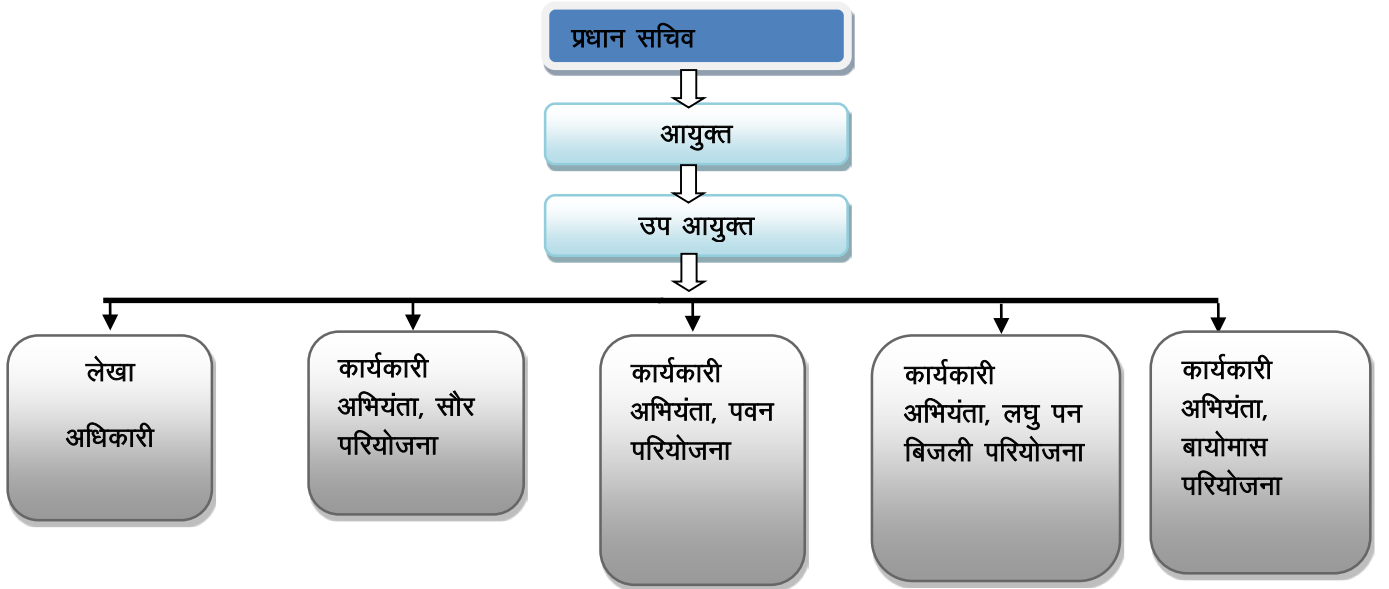 प्रधान सचिव
आयुक्त
उप आयुक्त
लेखा
अधिकारी
कार्यकारी
अभियंता, सौर
परियोजना
कार्यकारी
अभियंता, पवन
परियोजना
कार्यकारी
अभियंता, लघु पन
बिजली परियोजना
कार्यकारी
अभियंता,
बायोमास
परियोजना